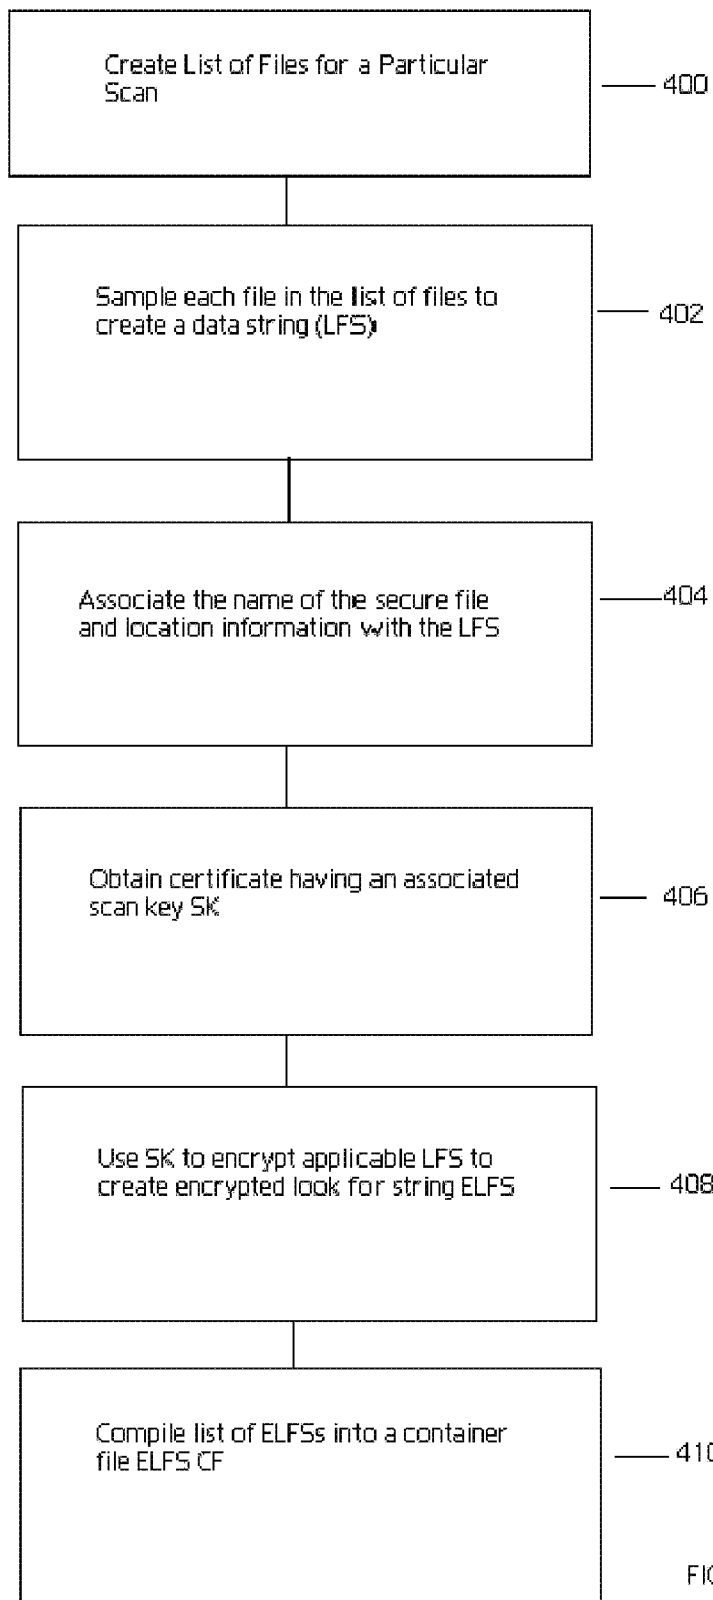 Create List of Files for a Particular
Scan
400
Sample each file in the list of files to
create a data string (LFS)
402
Associate the name of the secure file
and location information with the LFS
404
Obtain certificate having an associated
scan key SK
406
Use SK to encrypt applicable LFS to
create encrypted look for string ELFS
408
Compile list of ELFSs into a container
file ELFS CF
410